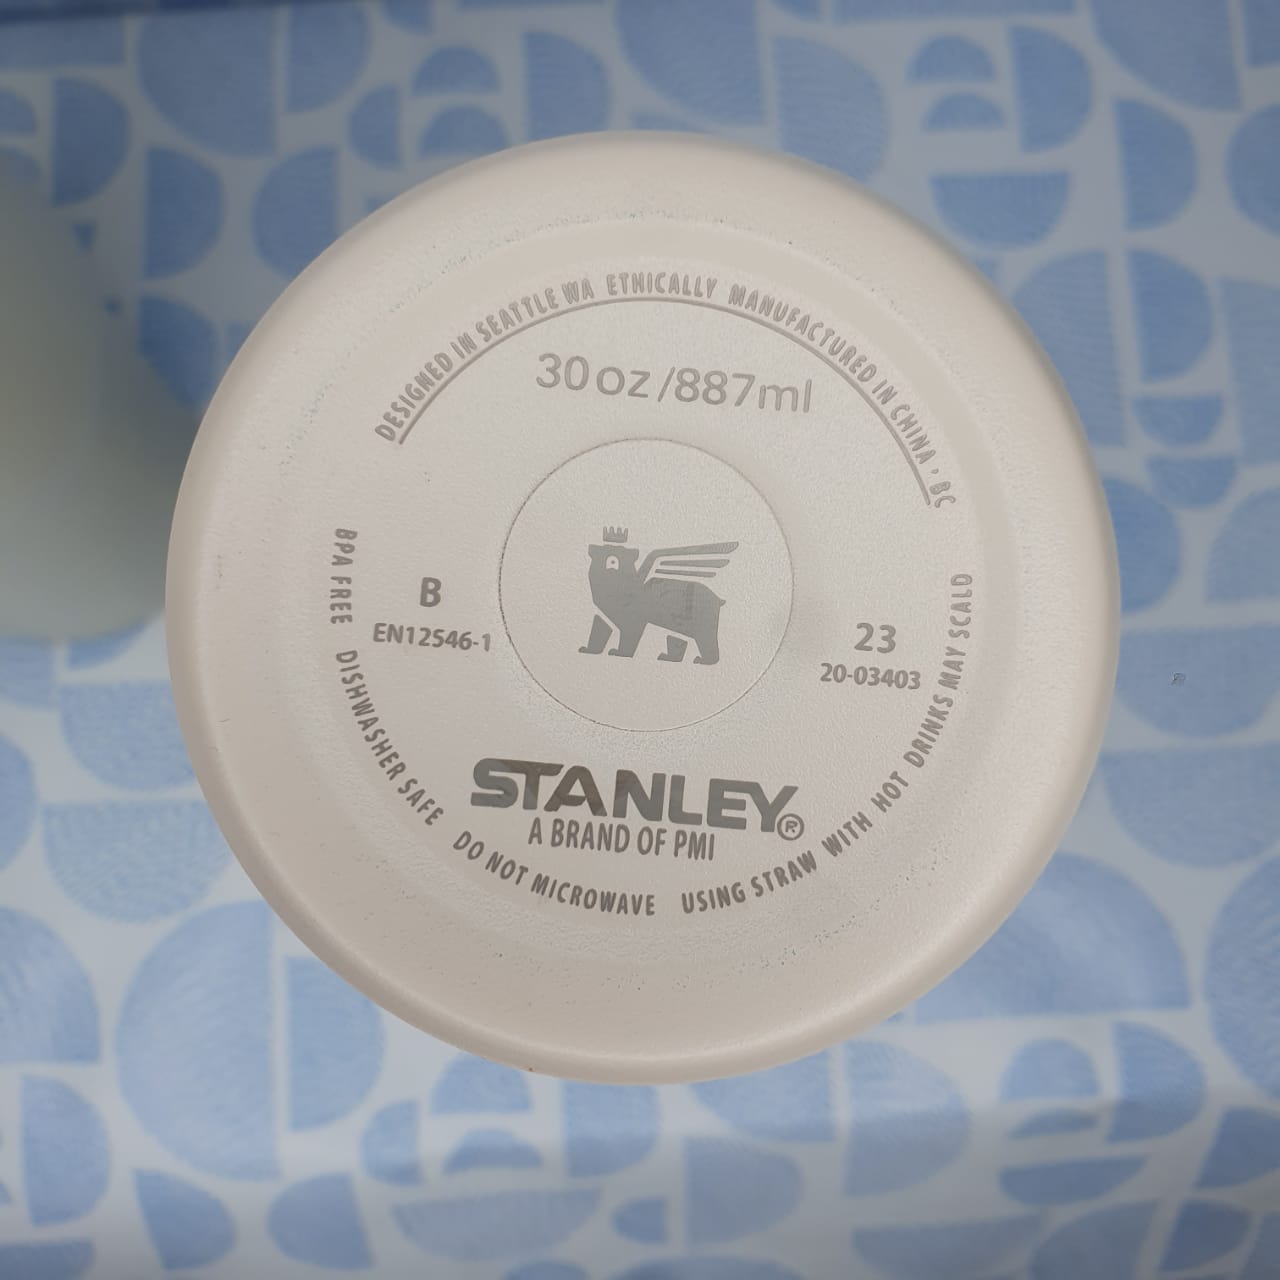 DESIGNED IN SEATTLE WA ETHICALLY MANUFACTURED IN CHINA · BC
30 oz /887ml
B
EN12546-1
23
20-03403
STANLEY®
A BRAND OF PMI
BPA FREE DISHWASHER SAFE DO NOT MICROWAVE USING STRAW WITH HOT DRINKS MAY SCALD